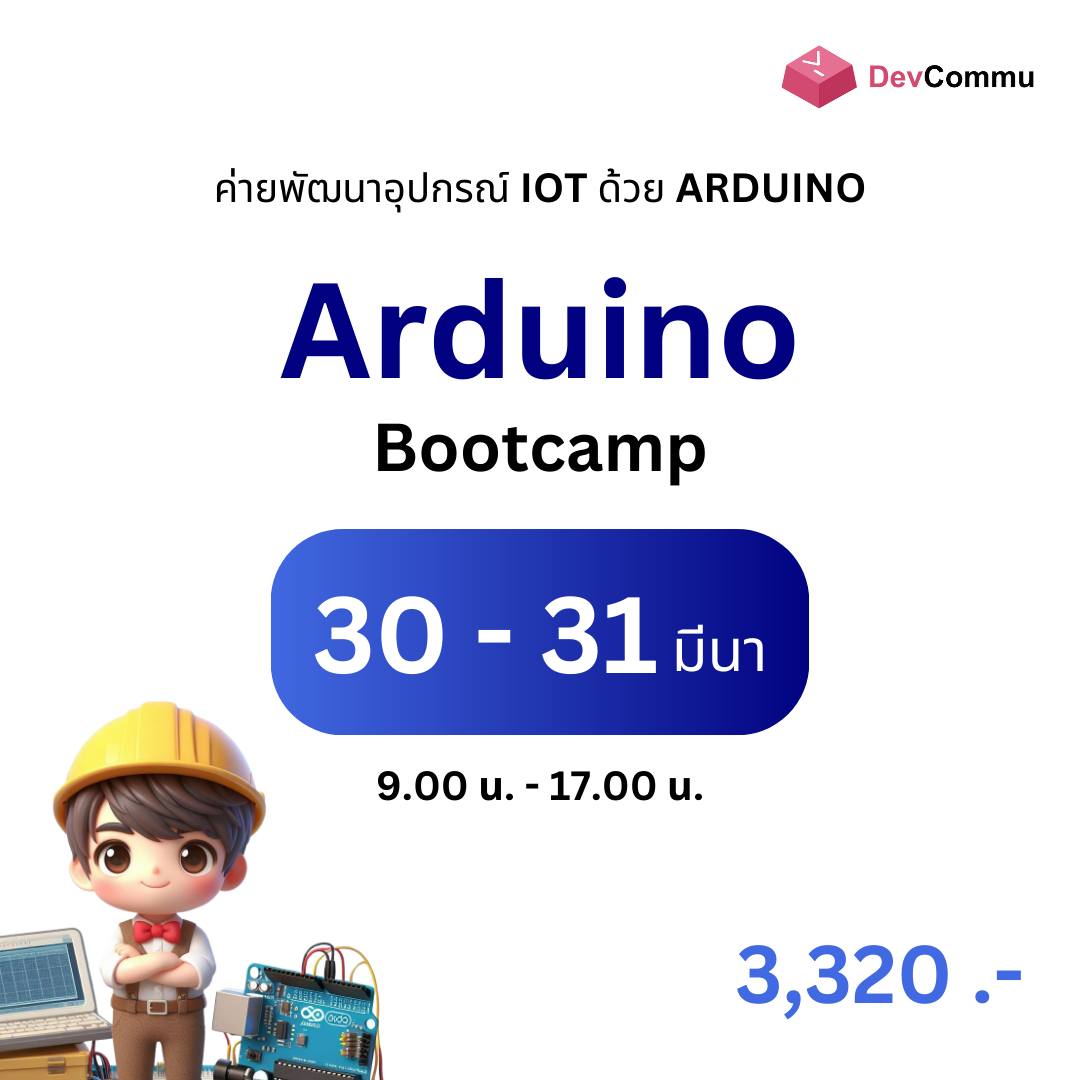 DevCommu
ค่ายพัฒนาอุปกรณ์ IOT ด้วย ARDUINO
Arduino
Bootcamp
30 - 31 มีนา
9.00 น. - 17.00 น.
3,320 .-